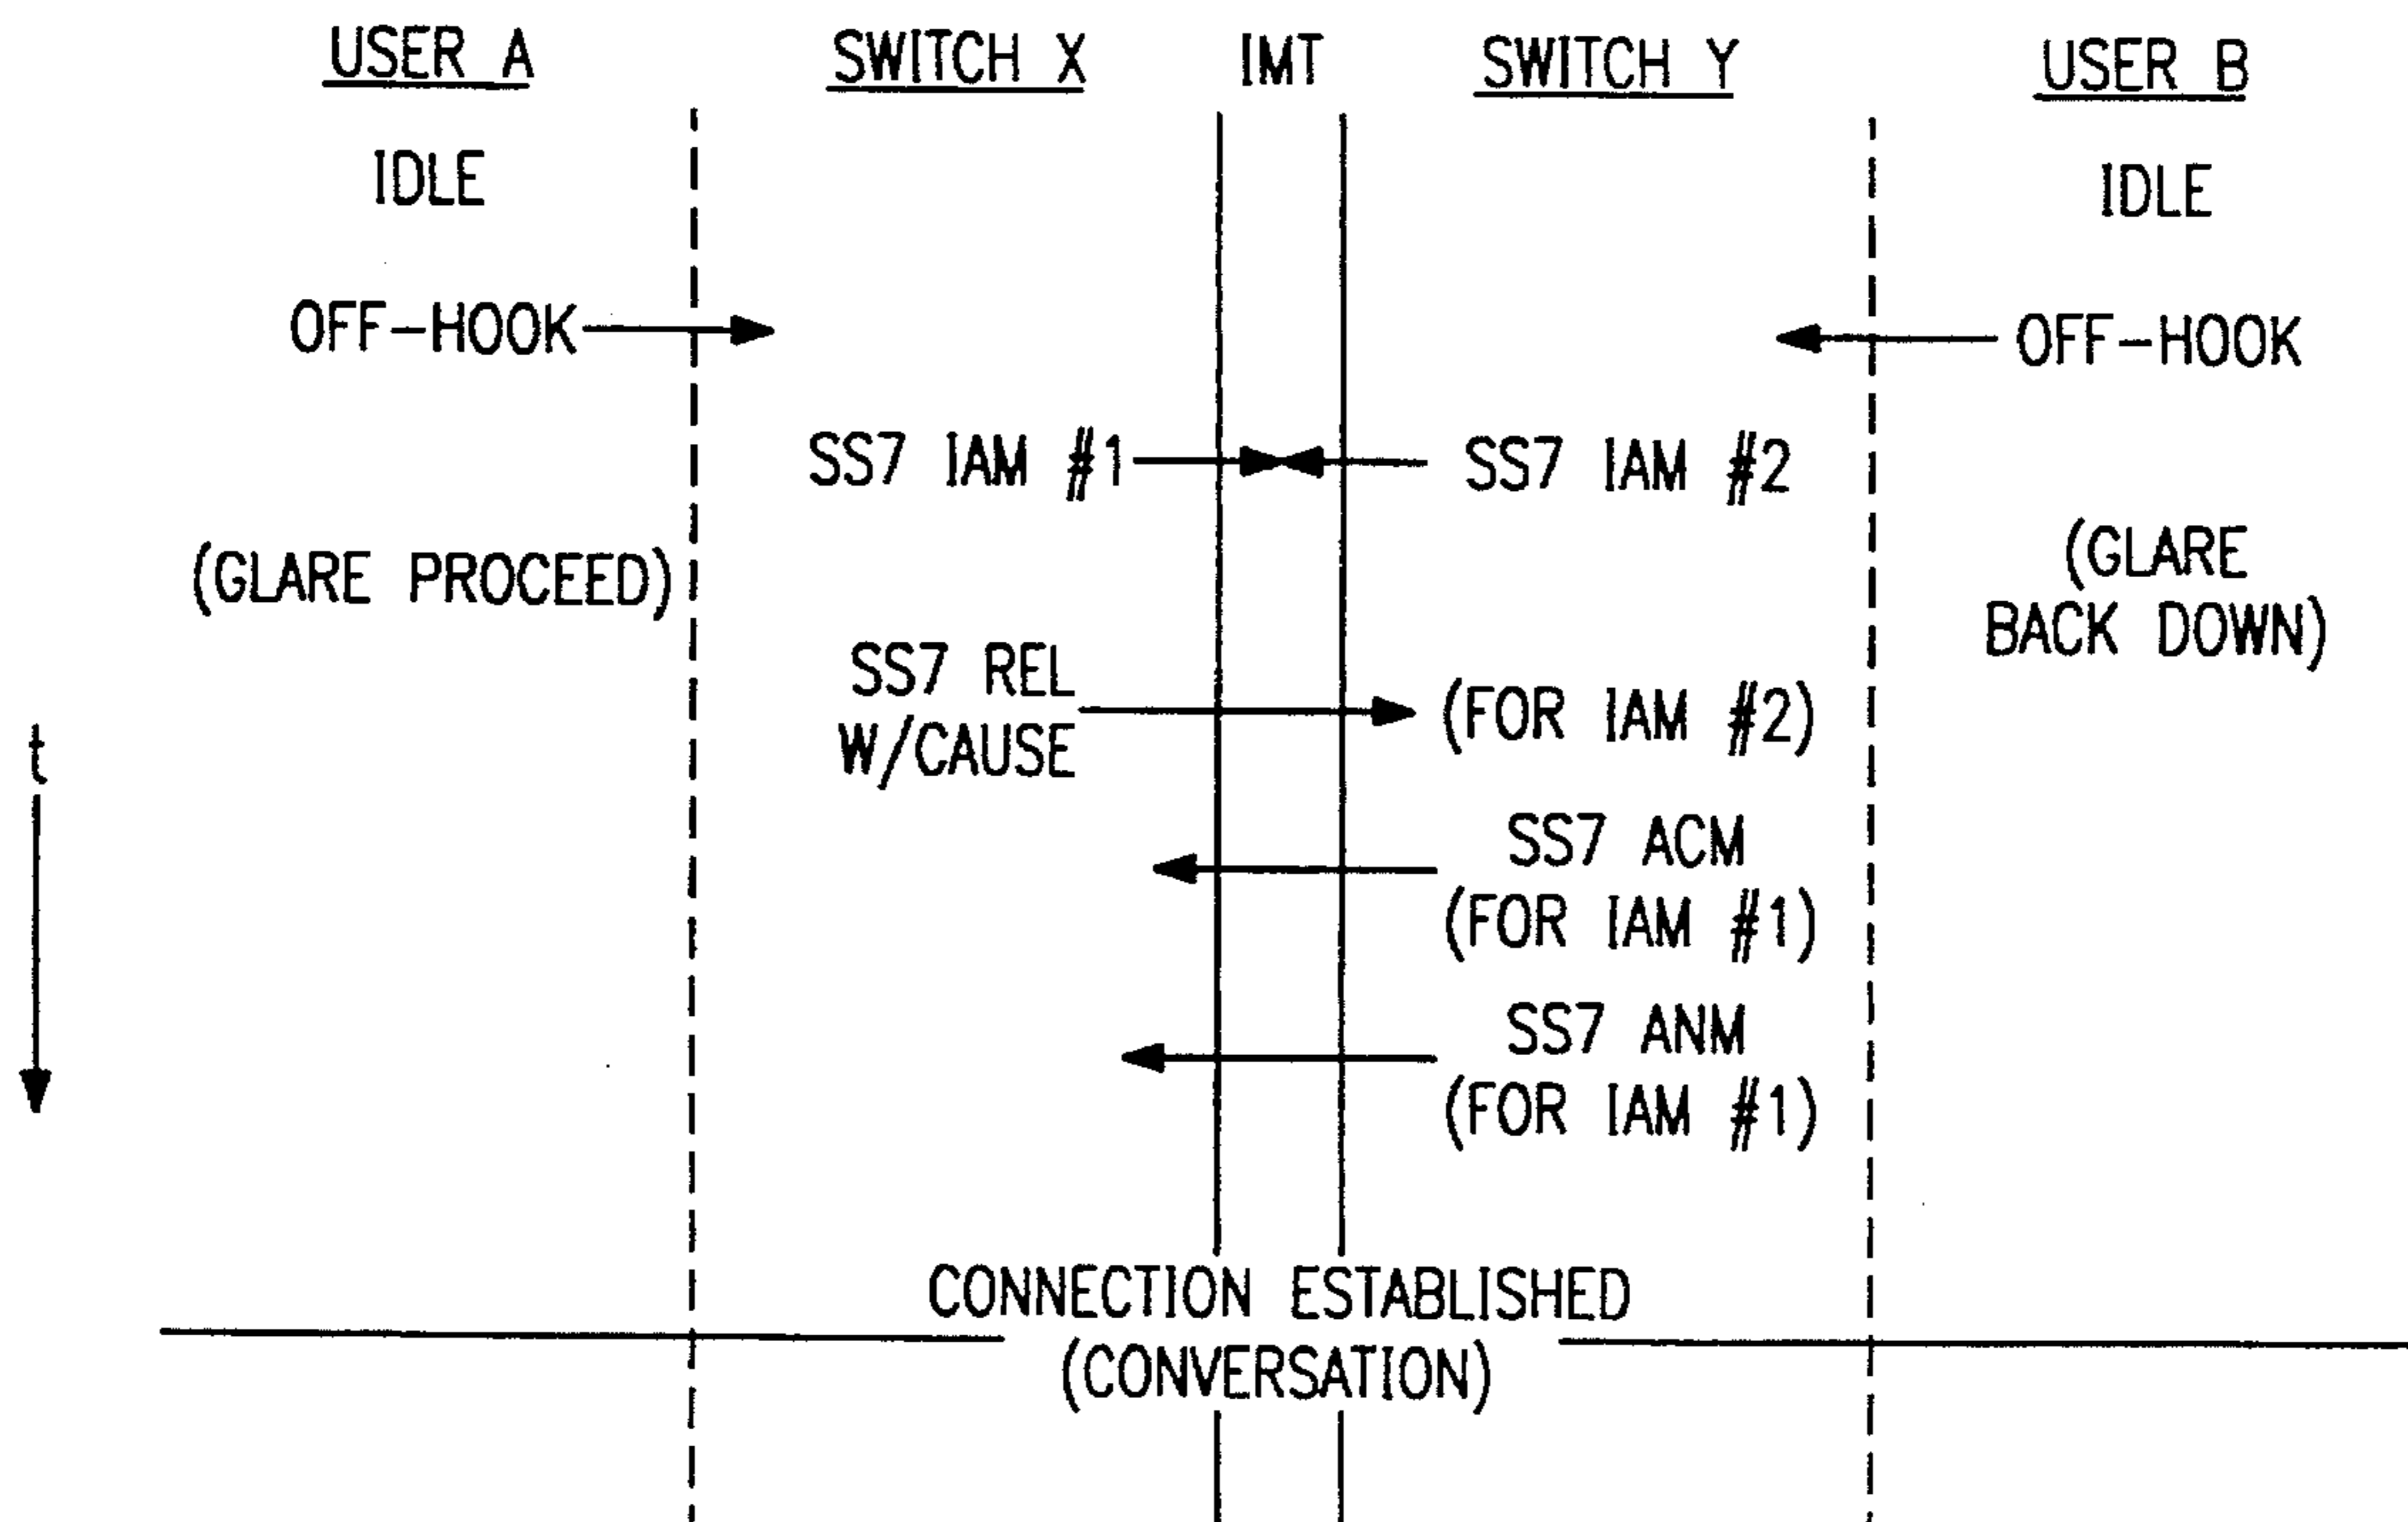 USER A
SWITCH X
IMT
SWITCH Y
USER B
IDLE
IDLE
OFF-HOOK
OFF-HOOK
SS7 IAM #1
SS7 IAM #2
(GLARE PROCEED)
(GLARE
BACK DOWN)
SS7 REL
W/CAUSE
(FOR IAM #2)
t
SS7 ACM
(FOR IAM #1)
SS7 ANM
(FOR IAM #1)
CONNECTION ESTABLISHED
(CONVERSATION)